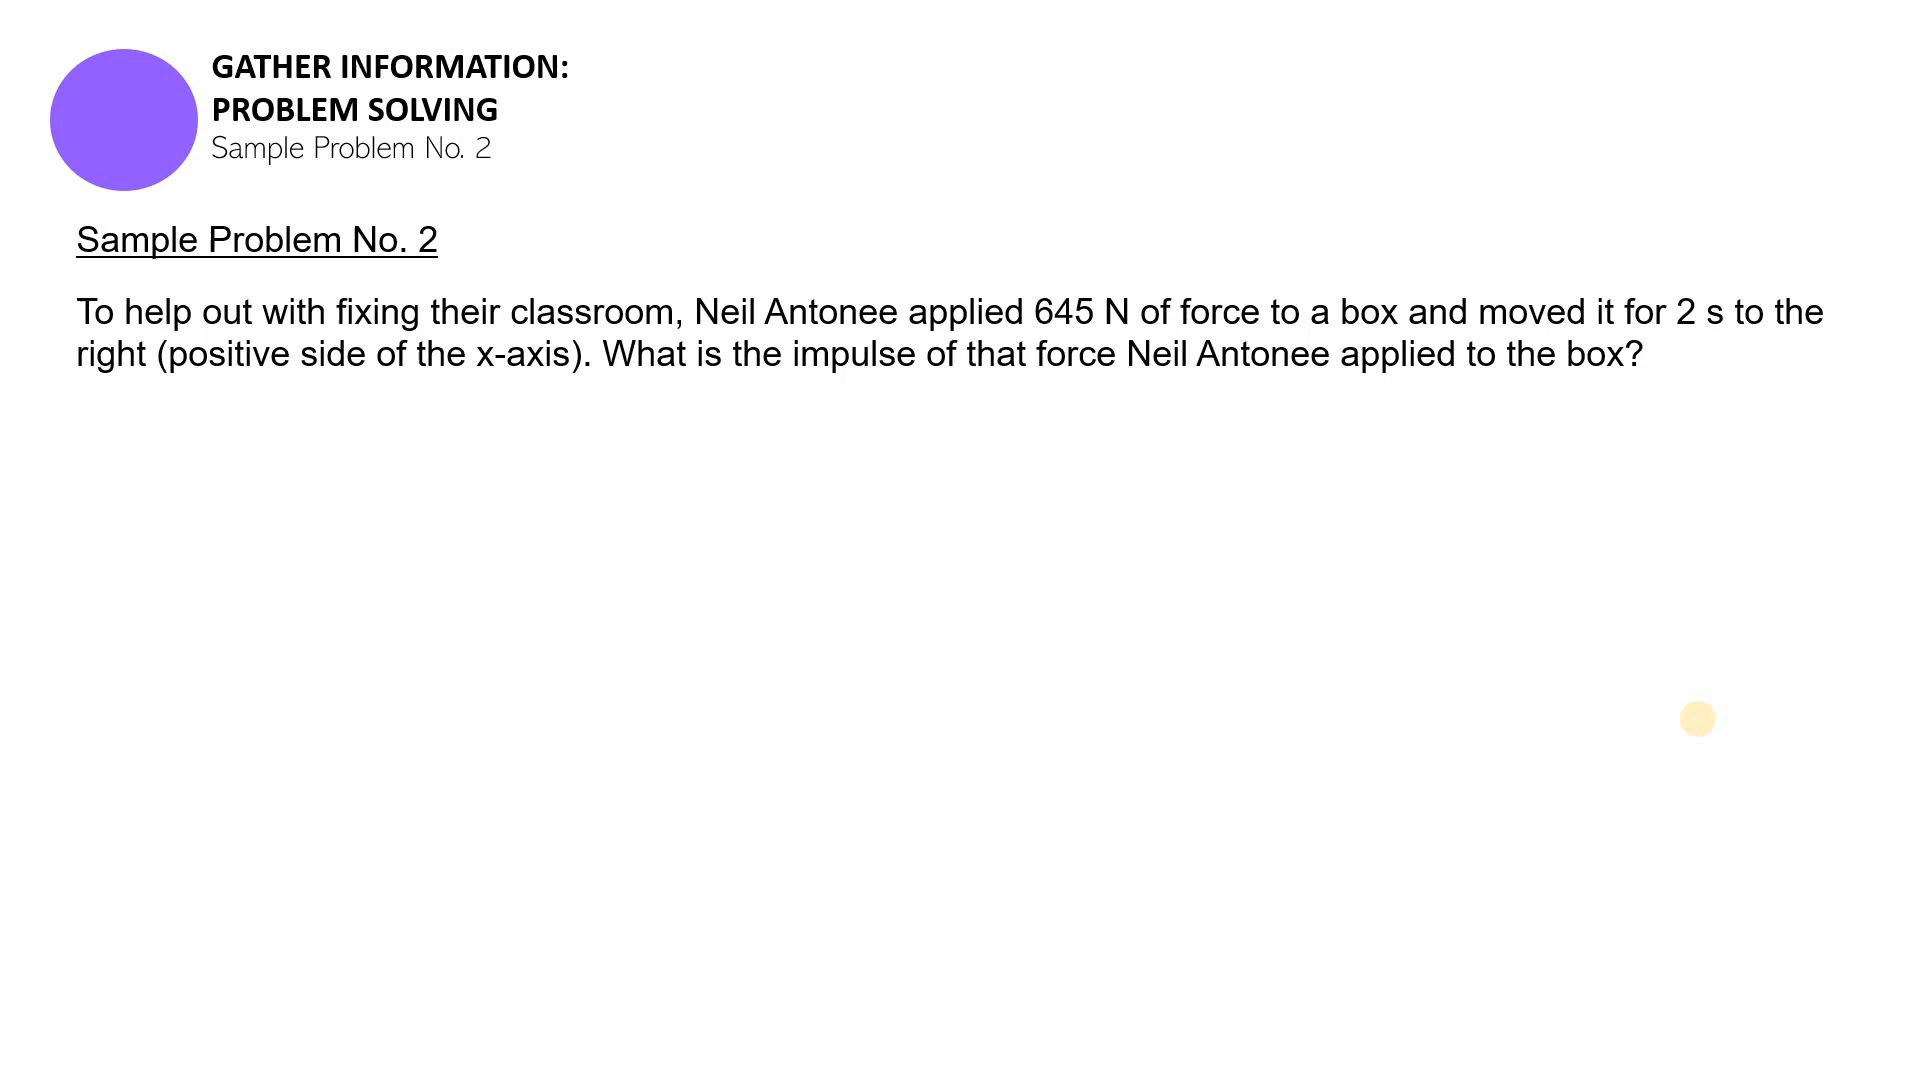 GATHER INFORMATION:
PROBLEM SOLVING
Sample Problem No. 2
Sample Problem No. 2
To help out with fixing their classroom, Neil Antonee applied 645 N of force to a box and moved it for 2 s to the
right (positive side of the x-axis). What is the impulse of that force Neil Antonee applied to the box?